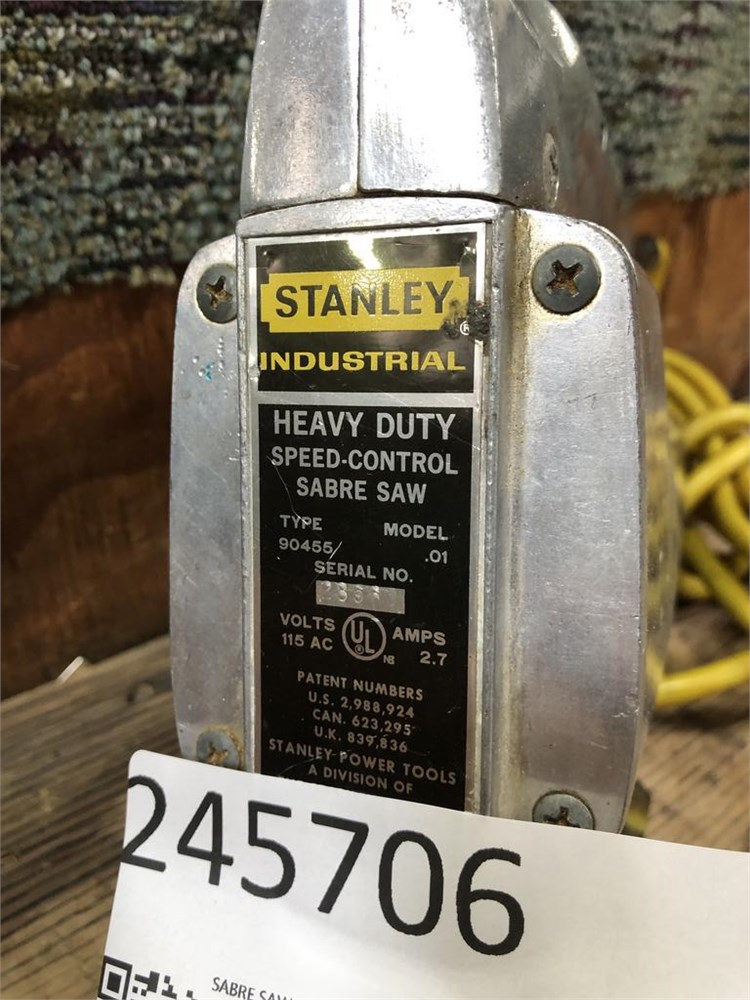 STANLEY
®
INDUSTRIAL
HEAVY DUTY
SPEED-CONTROL
SABRE SAW
TYPE MODEL
90455 .01
SERIAL NO.
VOLTS UL AMPS
115 AC ® NB 2.7
PATENT NUMBERS
U.S. 2,988,924
CAN. 623,295
U.K. 839,836
STANLEY POWER TOOLS
A DIVISION OF
245706
SABRE SAW